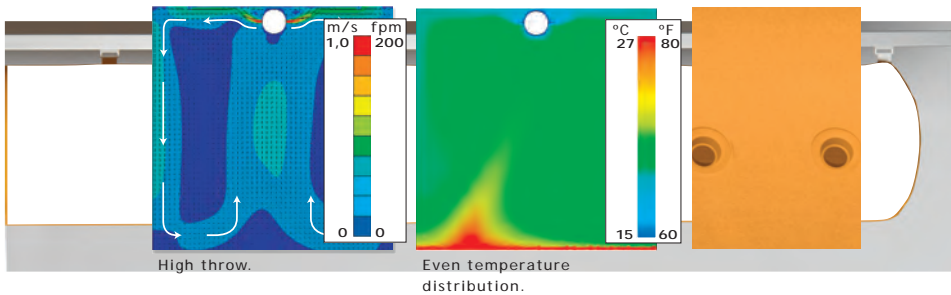 m/s fpm
1,0 200
0 0
High throw.
°C °F
27 80
15 60
Even temperature
distribution.